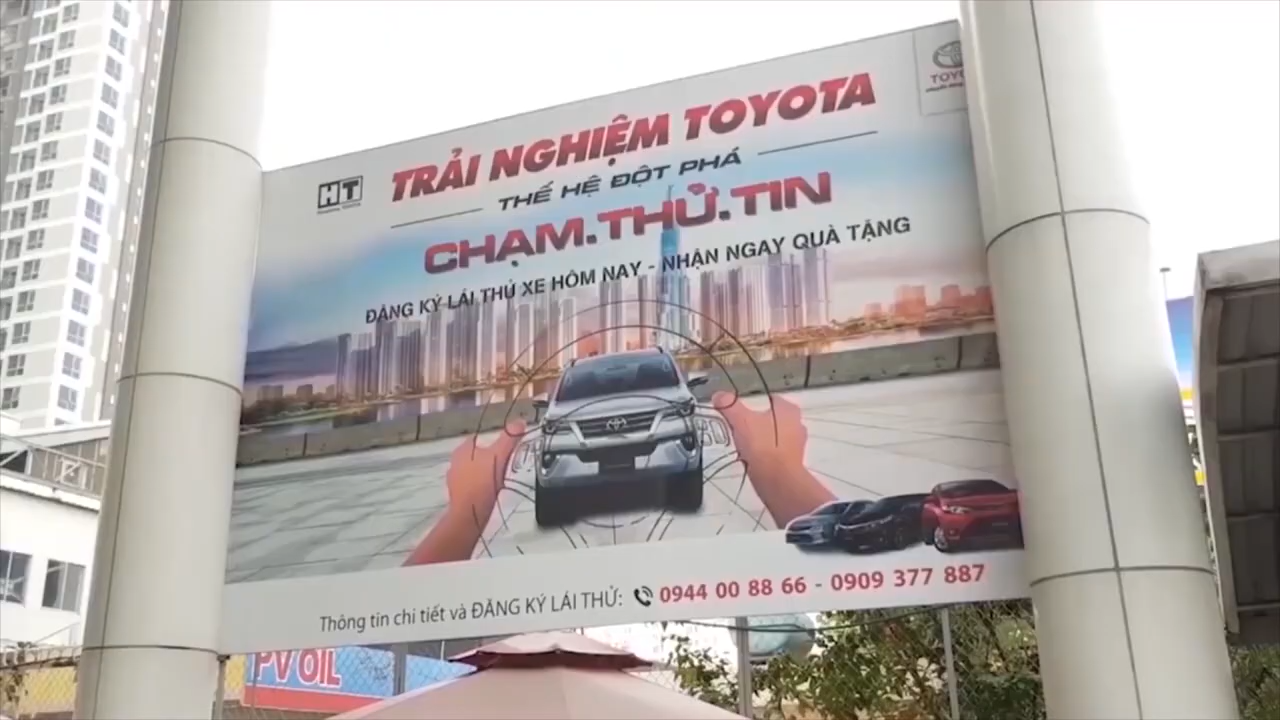 HT
TOYO
TRẢI NGHIỆM TOYOTA
THẾ HỆ ĐỘT PHÁ
CHẠM.THỬ.TIN
ĐĂNG KÝ LÁI THỬ XE HÔM NAY - NHẬN NGAY QUÀ TẶNG
Thông tin chi tiết và ĐĂNG KÝ LÁI THỬ: 0944 00 88 66 - 0909 377 887
PV OIL